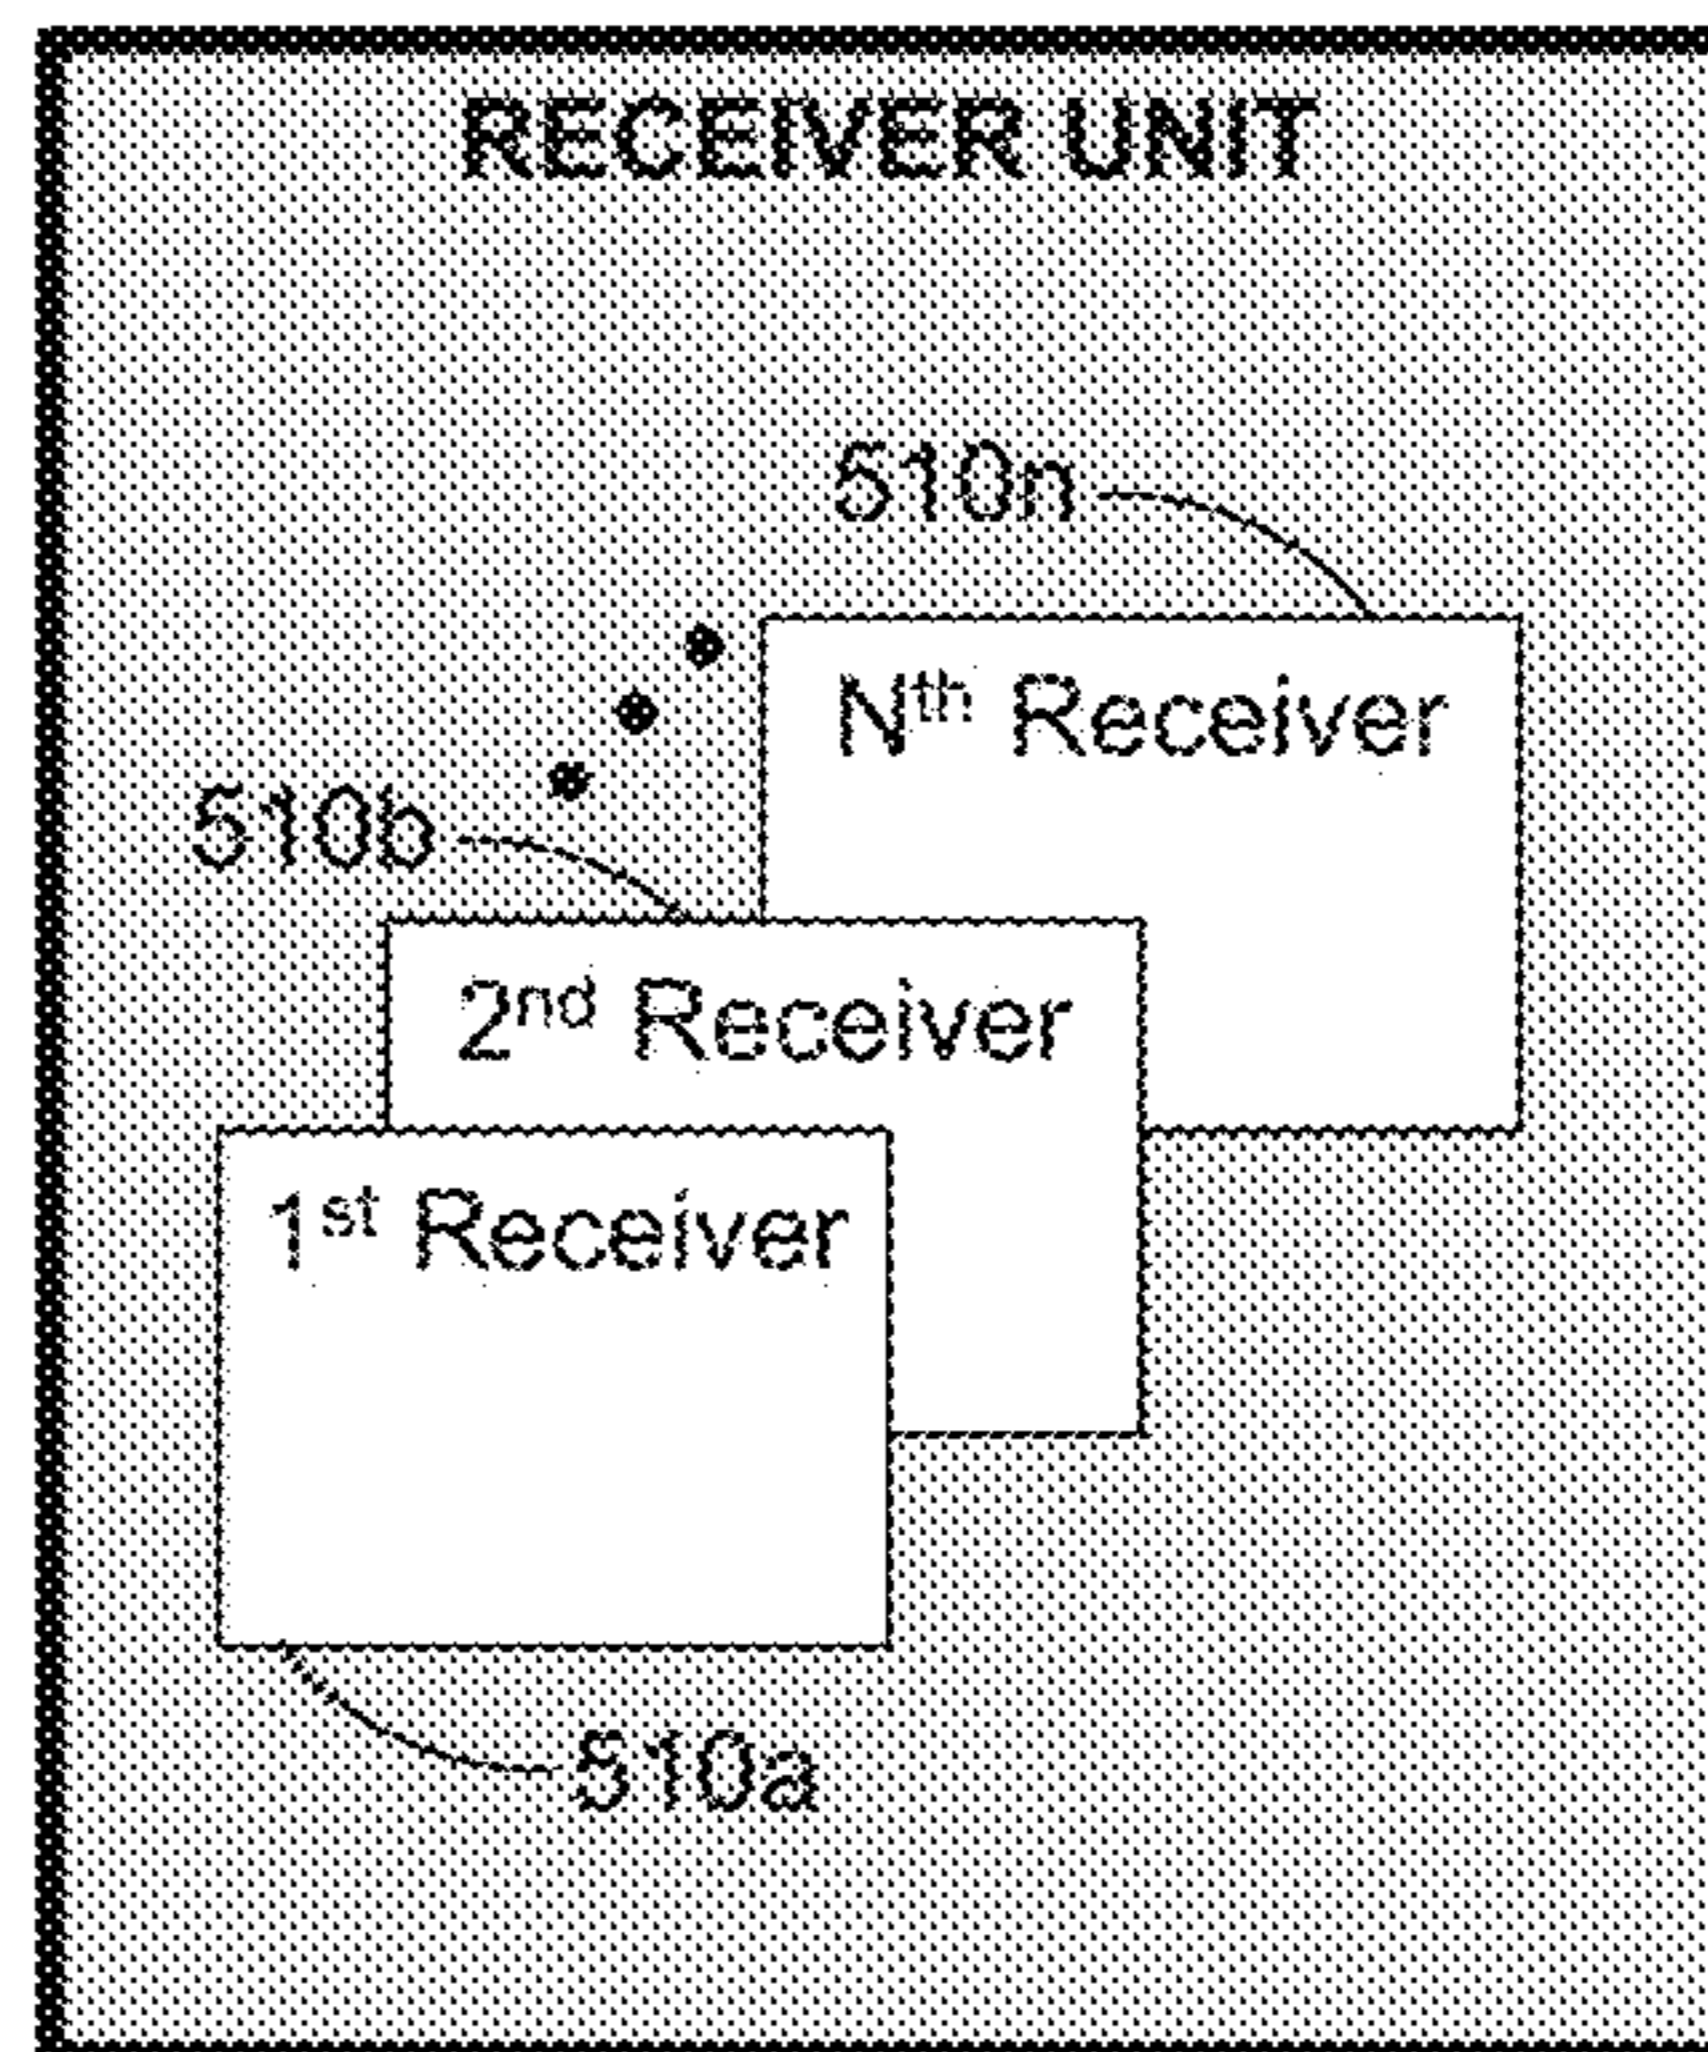 RECEIVER UNIT
510n
Nth Receiver
510b
2nd Receiver
1st Receiver
510a